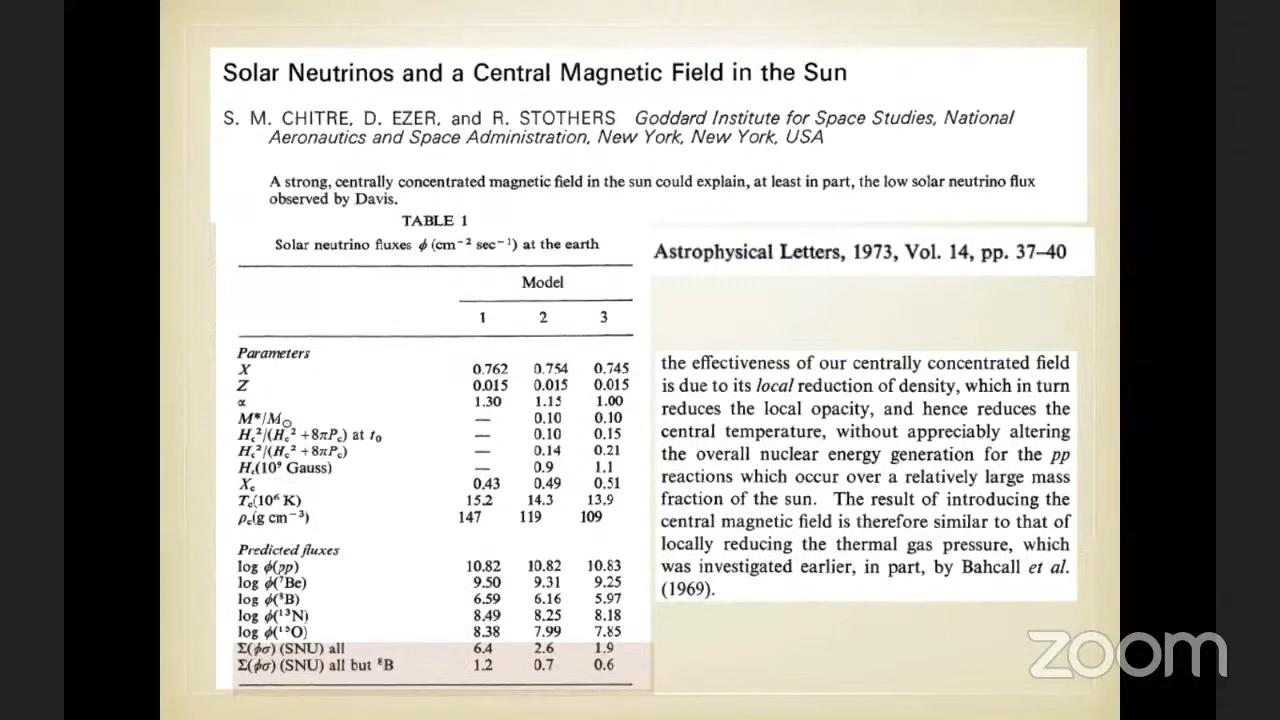 Solar Neutrinos and a Central Magnetic Field in the Sun
S. M. CHITRE, D. EZER, and R. STOTHERS Goddard Institute for Space Studies, National
Aeronautics and Space Administration, New York, New York, USA
A strong, centrally concentrated magnetic field in the sun could explain, at least in part, the low solar neutrino flux
observed by Davis.
TABLE 1
Solar neutrino fluxes ϕ (cm⁻² sec⁻¹) at the earth
Model
1 2 3
Parameters
X 0.762 0.754 0.745
Z 0.015 0.015 0.015
α 1.30 1.15 1.00
M*/M⊙ — 0.10 0.10
H_c²/(H_c² +8πP_c) at t₀ — 0.10 0.15
H_c²/(H_c² +8πP_c) — 0.14 0.21
H_c(10⁹ Gauss) — 0.9 1.1
X_c 0.43 0.49 0.51
T_c(10⁶ K) 15.2 14.3 13.9
ρ_c(g cm⁻³) 147 119 109
Predicted fluxes
log ϕ(pp) 10.82 10.82 10.83
log ϕ(⁷Be) 9.50 9.31 9.25
log ϕ(⁸B) 6.59 6.16 5.97
log ϕ(¹³N) 8.49 8.25 8.18
log ϕ(¹⁵O) 8.38 7.99 7.85
Σ(ϕσ) (SNU) all 6.4 2.6 1.9
Σ(ϕσ) (SNU) all but ⁸B 1.2 0.7 0.6
Astrophysical Letters, 1973, Vol. 14, pp. 37–40
the effectiveness of our centrally concentrated field
is due to its local reduction of density, which in turn
reduces the local opacity, and hence reduces the
central temperature, without appreciably altering
the overall nuclear energy generation for the pp
reactions which occur over a relatively large mass
fraction of the sun. The result of introducing the
central magnetic field is therefore similar to that of
locally reducing the thermal gas pressure, which
was investigated earlier, in part, by Bahcall et al.
(1969).
zoom